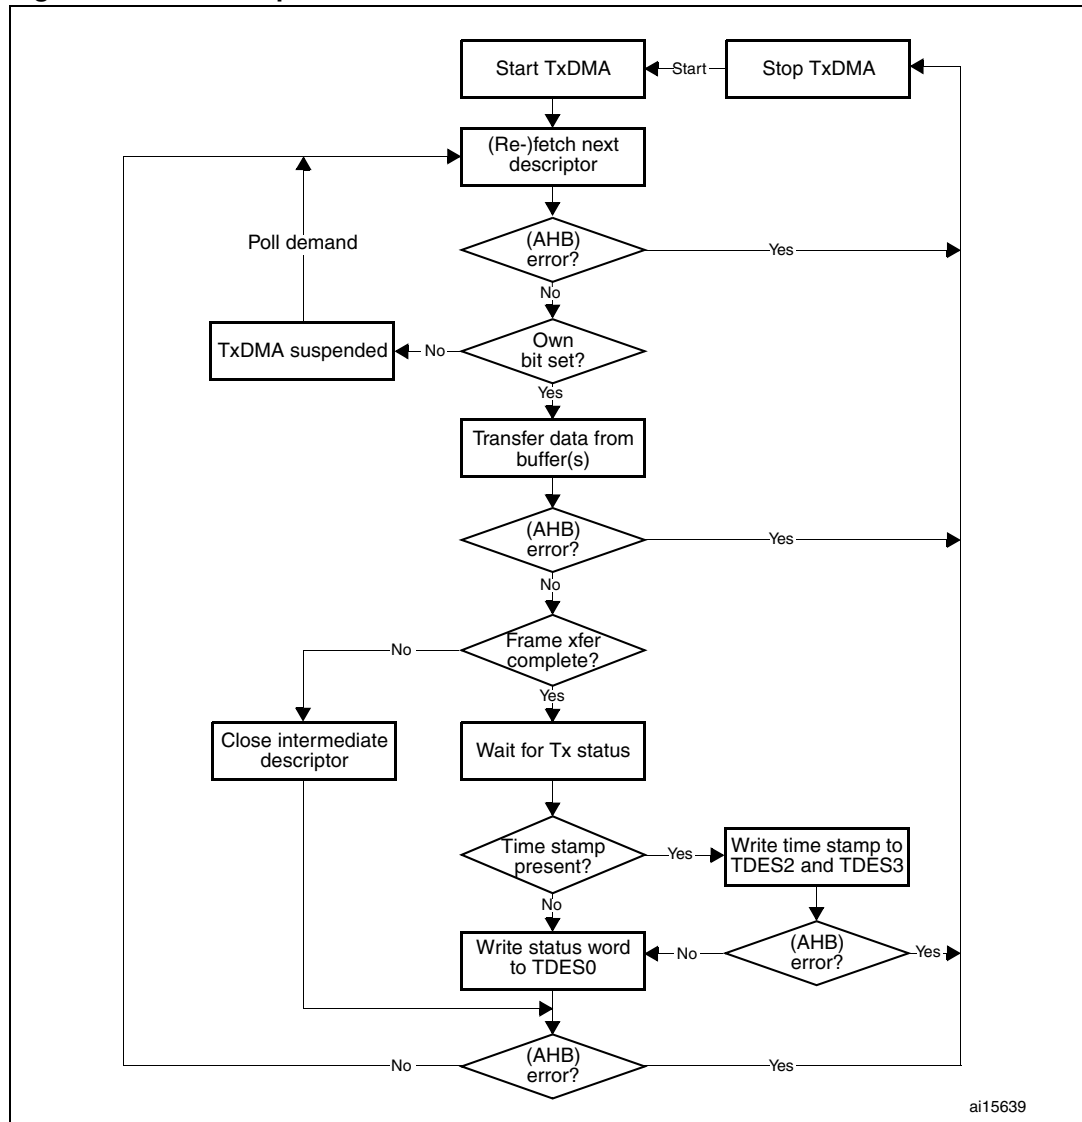 Start TxDMA
Start
Stop TxDMA
(Re-)fetch next
descriptor
Poll demand
(AHB)
error?
Yes
No
TxDMA suspended
No
Own
bit set?
Yes
Transfer data from
buffer(s)
(AHB)
error?
Yes
No
No
Frame xfer
complete?
Yes
Close intermediate
descriptor
Wait for Tx status
Time stamp
present?
Yes
Write time stamp to
TDES2 and TDES3
No
Write status word
to TDES0
No
(AHB)
error?
Yes
No
(AHB)
error?
Yes
ai15639